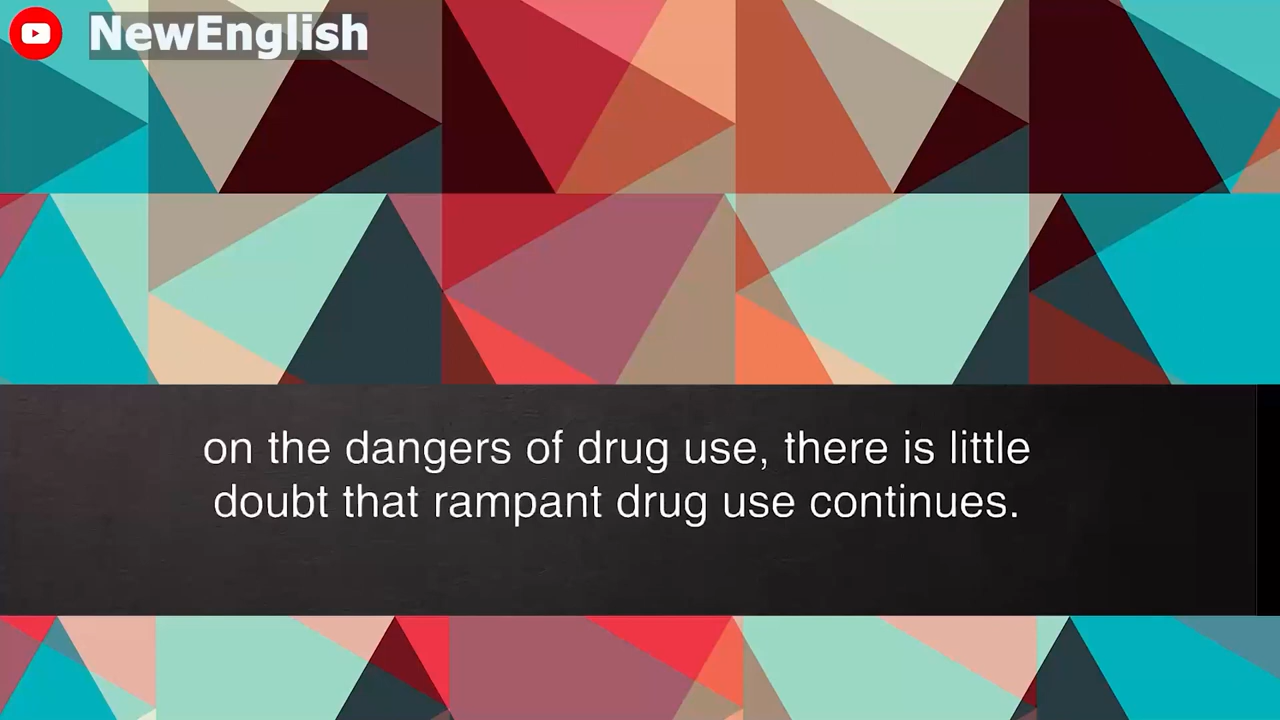 NewEnglish
on the dangers of drug use, there is little
doubt that rampant drug use continues.